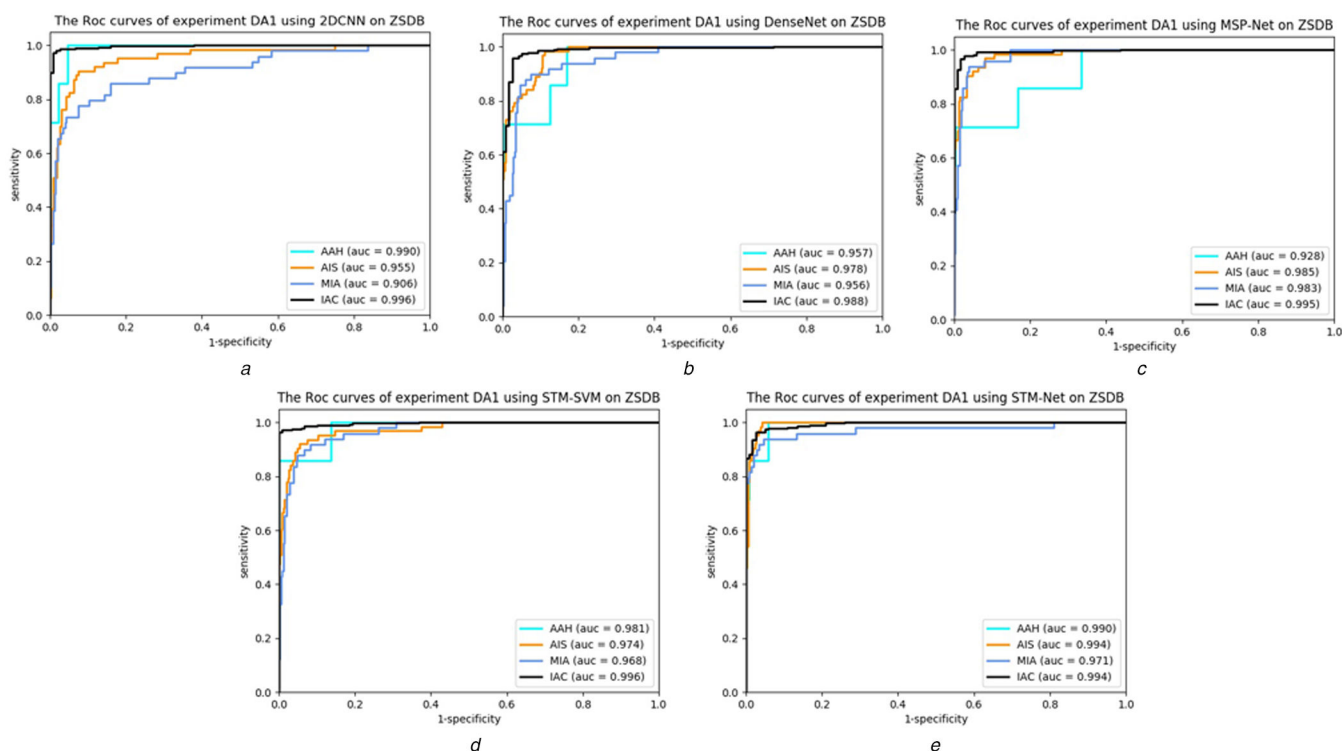 The Roc curves of experiment DA1 using 2DCNN on ZSDB
1.0
0.8
0.6
0.4
0.2
0.0
sensitivity
AAH (auc = 0.990)
AIS (auc = 0.955)
MIA (auc = 0.906)
IAC (auc = 0.996)
0.0 0.2 0.4 0.6 0.8 1.0
1-specificity
a
The Roc curves of experiment DA1 using DenseNet on ZSDB
1.0
0.8
0.6
0.4
0.2
0.0
sensitivity
AAH (auc = 0.957)
AIS (auc = 0.978)
MIA (auc = 0.956)
IAC (auc = 0.988)
0.0 0.2 0.4 0.6 0.8 1.0
1-specificity
b
The Roc curves of experiment DA1 using MSP-Net on ZSDB
1.0
0.8
0.6
0.4
0.2
0.0
sensitivity
AAH (auc = 0.928)
AIS (auc = 0.985)
MIA (auc = 0.983)
IAC (auc = 0.995)
0.0 0.2 0.4 0.6 0.8 1.0
1-specificity
c
The Roc curves of experiment DA1 using STM-SVM on ZSDB
1.0
0.8
0.6
0.4
0.2
0.0
sensitivity
AAH (auc = 0.981)
AIS (auc = 0.974)
MIA (auc = 0.968)
IAC (auc = 0.996)
0.0 0.2 0.4 0.6 0.8 1.0
1-specificity
d
The Roc curves of experiment DA1 using STM-Net on ZSDB
1.0
0.8
0.6
0.4
0.2
0.0
sensitivity
AAH (auc = 0.990)
AIS (auc = 0.994)
MIA (auc = 0.971)
IAC (auc = 0.994)
0.0 0.2 0.4 0.6 0.8 1.0
1-specificity
e